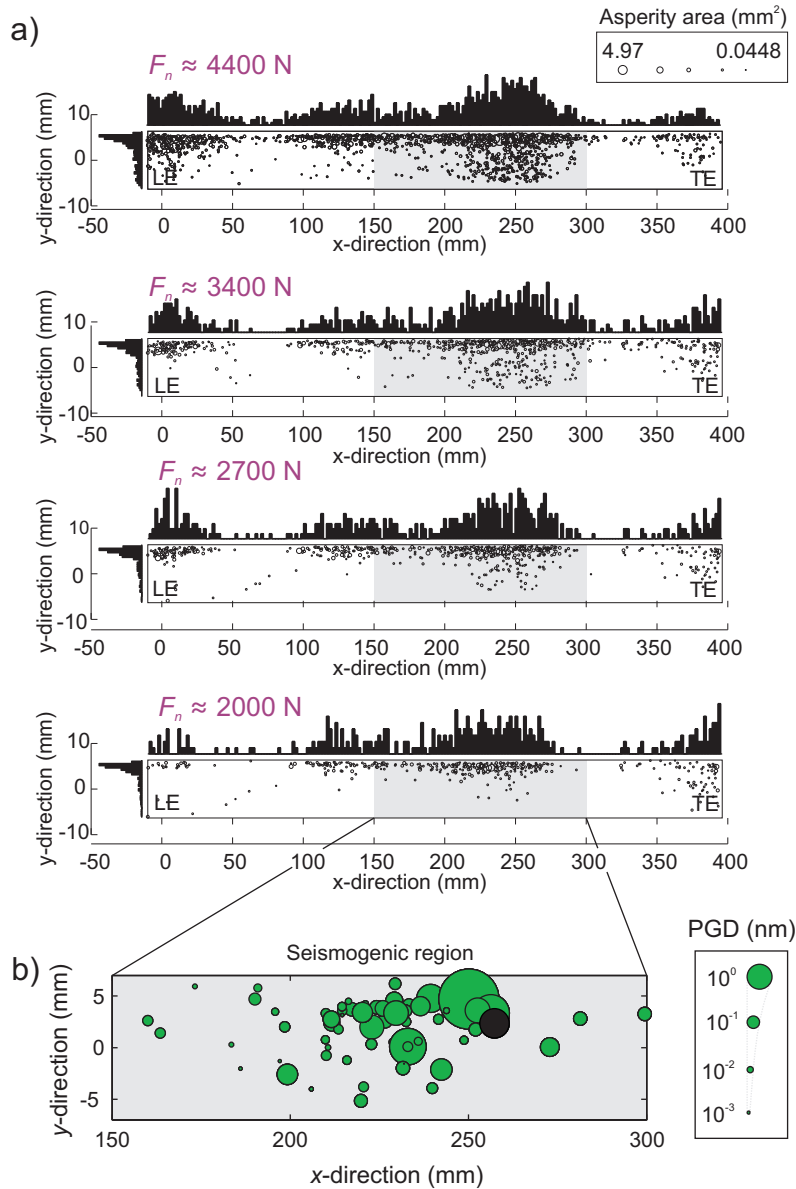 a)
Asperity area (mm²)
4.97 0.0448
Fₙ ≈ 4400 N
y-direction (mm)
10
0
-10
LE TE
-50 0 50 100 150 200 250 300 350 400
x-direction (mm)
Fₙ ≈ 3400 N
y-direction (mm)
10
0
-10
LE TE
-50 0 50 100 150 200 250 300 350 400
x-direction (mm)
Fₙ ≈ 2700 N
y-direction (mm)
10
0
-10
LE TE
-50 0 50 100 150 200 250 300 350 400
x-direction (mm)
Fₙ ≈ 2000 N
y-direction (mm)
10
0
-10
LE TE
-50 0 50 100 150 200 250 300 350 400
x-direction (mm)
b)
Seismogenic region
y-direction (mm)
5
0
-5
150 200 250 300
x-direction (mm)
PGD (nm)
10⁰
10⁻¹
10⁻²
10⁻³